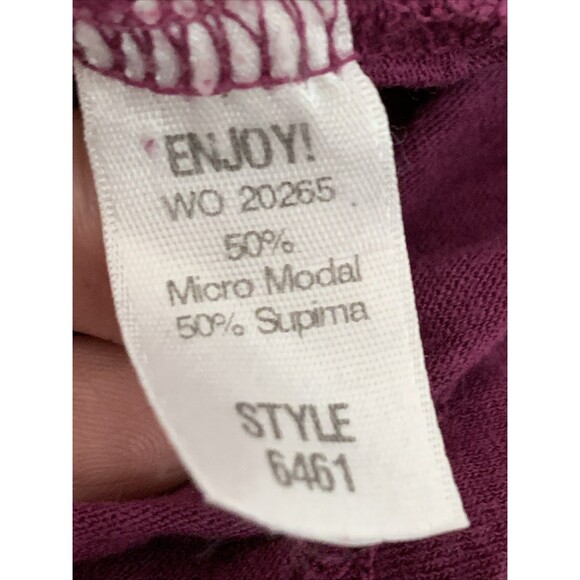 ENJOY!
WO 20265
50%
Micro Modal
50% Supima
STYLE
6461